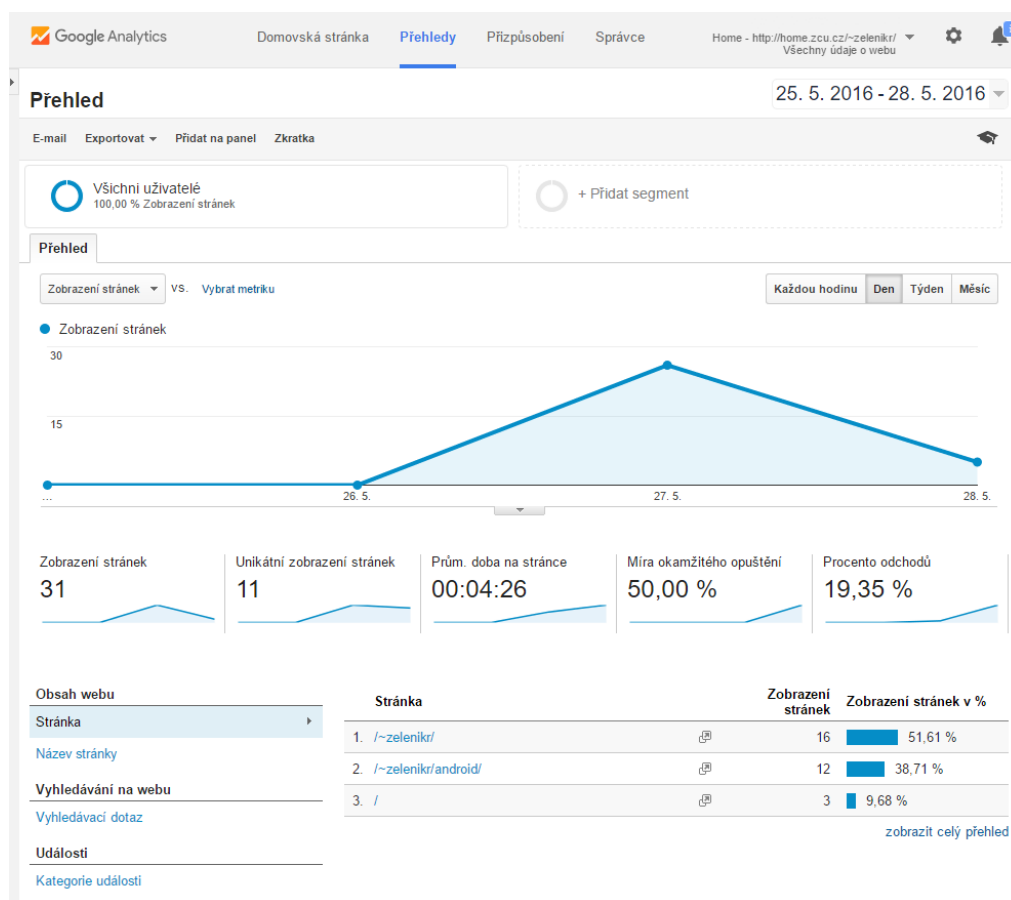 Google Analytics
Domovská stránka Přehledy Přizpůsobení Správce
Home - http://home.zcu.cz/~zelenikr/
Všechny údaje o webu
Přehled
25. 5. 2016 - 28. 5. 2016
E-mail Exportovat Přidat na panel Zkratka
Všichni uživatelé
100,00 % Zobrazení stránek
+ Přidat segment
Přehled
Zobrazení stránek VS. Vybrat metriku
Každou hodinu Den Týden Měsíc
Zobrazení stránek
30
15
... 26. 5. 27. 5. 28. 5.
Zobrazení stránek
31
Unikátní zobrazení stránek
11
Prům. doba na stránce
00:04:26
Míra okamžitého opuštění
50,00 %
Procento odchodů
19,35 %
Obsah webu
Stránka
Název stránky
Vyhledávání na webu
Vyhledávací dotaz
Události
Kategorie události
Stránka Zobrazení stránek Zobrazení stránek v %
1. /~zelenikr/ 16 51,61 %
2. /~zelenikr/android/ 12 38,71 %
3. / 3 9,68 %
zobrazit celý přehled